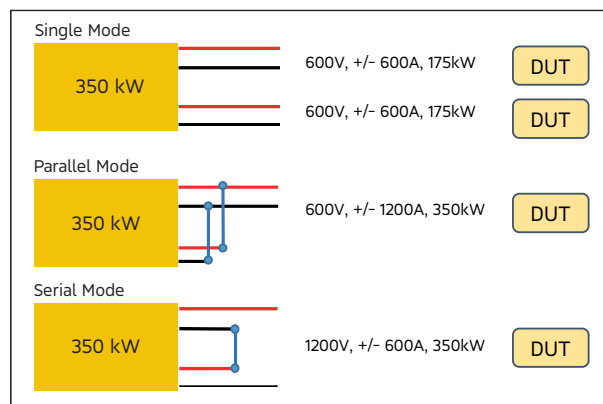 Single Mode
350 kW
600V, +/- 600A, 175kW
DUT
600V, +/- 600A, 175kW
DUT
Parallel Mode
350 kW
600V, +/- 1200A, 350kW
DUT
Serial Mode
350 kW
1200V, +/- 600A, 350kW
DUT